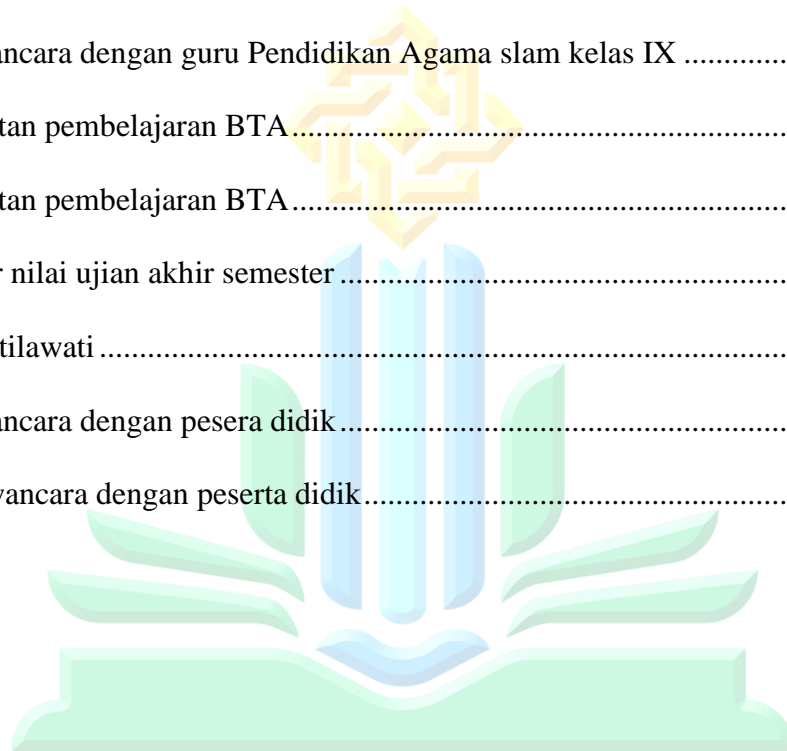 ancara dengan guru Pendidikan Agama slam kelas IX .............
tan pembelajaran BTA...............................................................
tan pembelajaran BTA...............................................................
r nilai ujian akhir semester.........................................................
tilawati .........................................................................................
ancara dengan pesera didik.........................................................
vancara dengan peserta didik......................................................